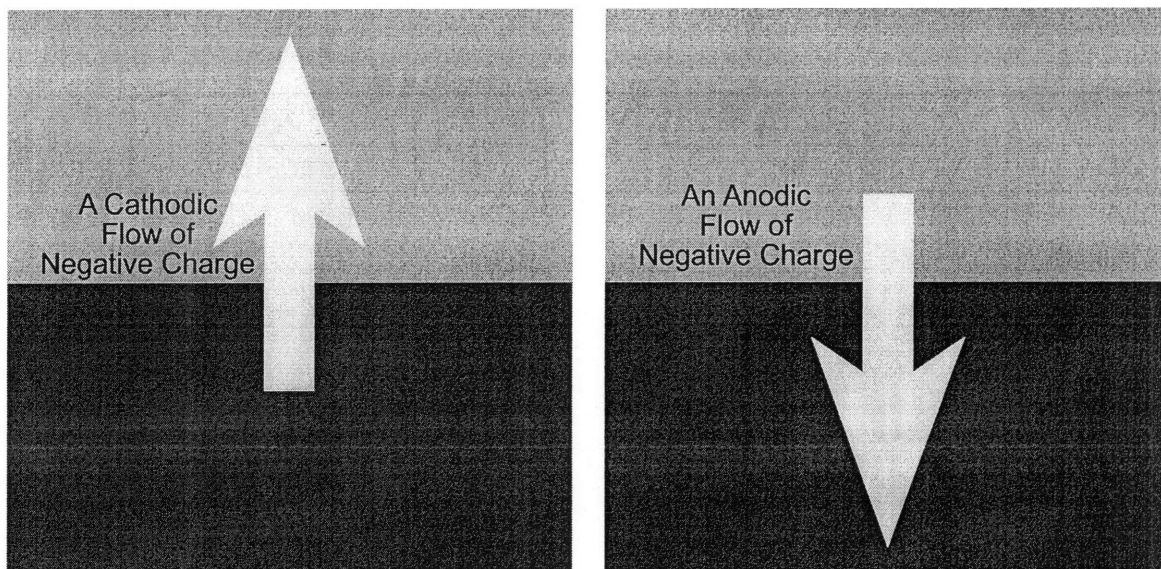 A Cathodic
Flow of
Negative Charge
An Anodic
Flow of
Negative Charge